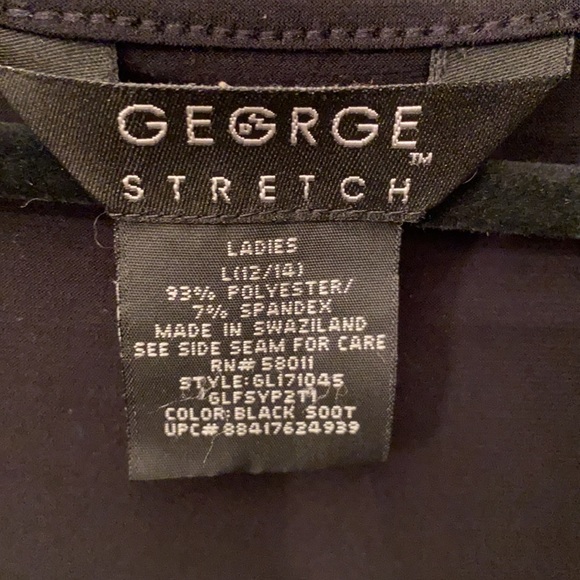 GEORGE
TM
STRETCH
LADIES
L(12/14)
93% POLYESTER/
7% SPANDEX
MADE IN SWAZILAND
SEE SIDE SEAM FOR CARE
RN# 58011
STYLE:GL171045
GLFSYP2T1
COLOR:BLACK SOOT
UPC# 88417624939